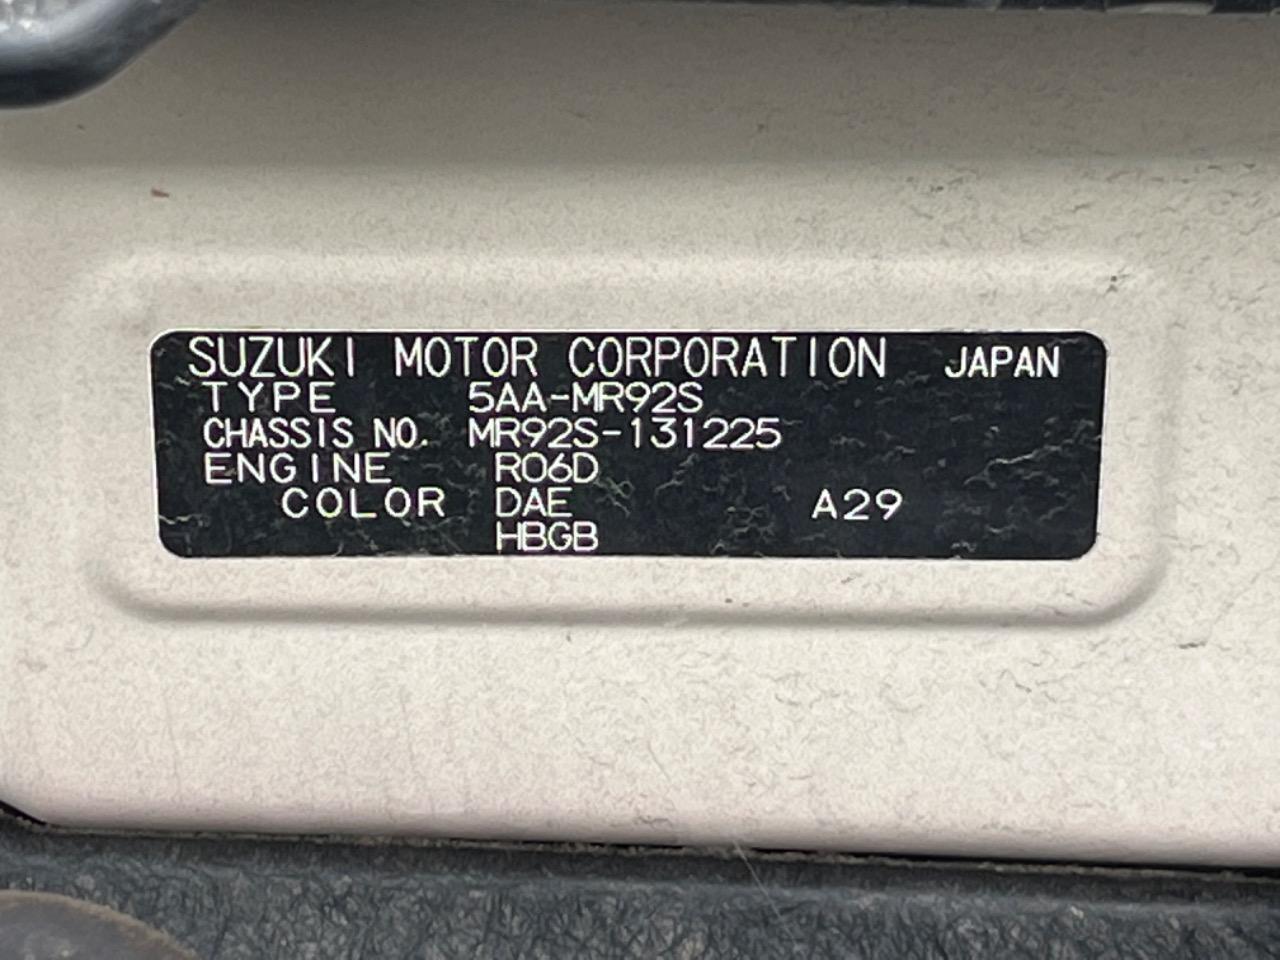 SUZUKI MOTOR CORPORATION JAPAN
TYPE 5AA-MR92S
CHASSIS NO. MR92S-131225
ENGINE R06D
COLOR DAE A29
HBGB